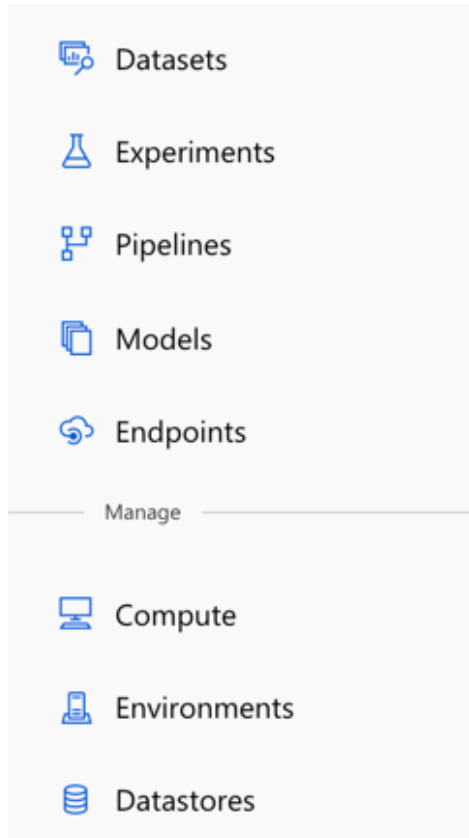 Datasets
Experiments
Pipelines
Models
Endpoints
Manage
Compute
Environments
Datastores